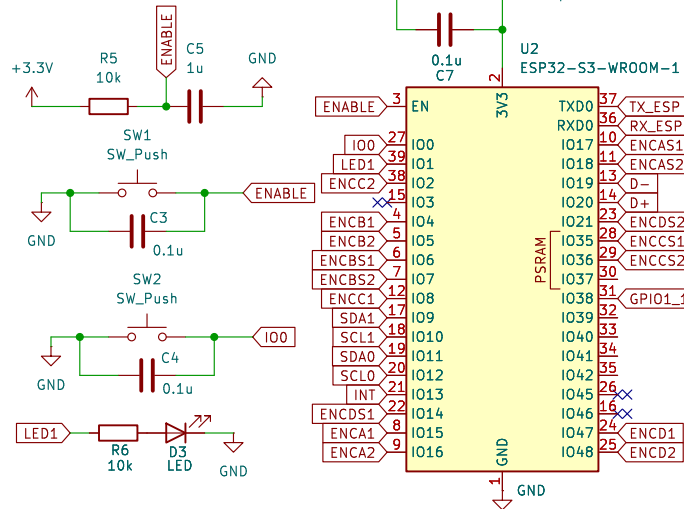 ENABLE
C5
1u
GND
+3.3V
R5
10k
SW1
SW_Push
ENABLE
C3
0.1u
GND
SW2
SW_Push
IO0
C4
0.1u
GND
LED1
R6
10k
D3
LED
GND
0.1u
C7
U2
ESP32-S3-WROOM-1
2
3V3
ENABLE 3 EN
IO0 27 IO0
LED1 39 IO1
ENCC2 38 IO2
15 IO3
ENCB1 4 IO4
ENCB2 5 IO5
ENCBS1 6 IO6
ENCBS2 7 IO7
ENCC1 12 IO8
SDA1 17 IO9
SCL1 18 IO10
SDA0 19 IO11
SCL0 20 IO12
INT 21 IO13
ENCDS1 22 IO14
ENCA1 8 IO15
ENCA2 9 IO16
TXD0 37 TX_ESP
RXD0 36 RX_ESP
IO17 10 ENCAS1
IO18 11 ENCAS2
IO19 13 D-
IO20 14 D+
IO21 23 ENCDS2
IO35 28 ENCCS1
IO36 29 ENCCS2
IO37 30
IO38 31 GPIO1_1
IO39 32
IO40 33
IO41 34
IO42 35
IO45 26
IO46 16
IO47 24 ENCD1
IO48 25 ENCD2
PSRAM
GND
1
GND